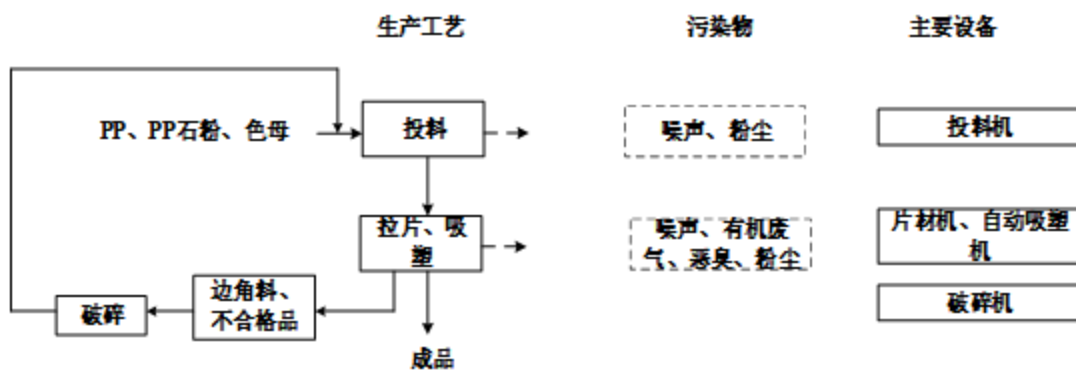 生产工艺 污染物 主要设备
PP、PP石粉、色母
投料
噪声、粉尘
投料机
拉片、吸
塑
噪声、有机废
气、恶臭、粉尘
片材机、自动吸塑
机
边角料、
不合格品
破碎
破碎机
成品